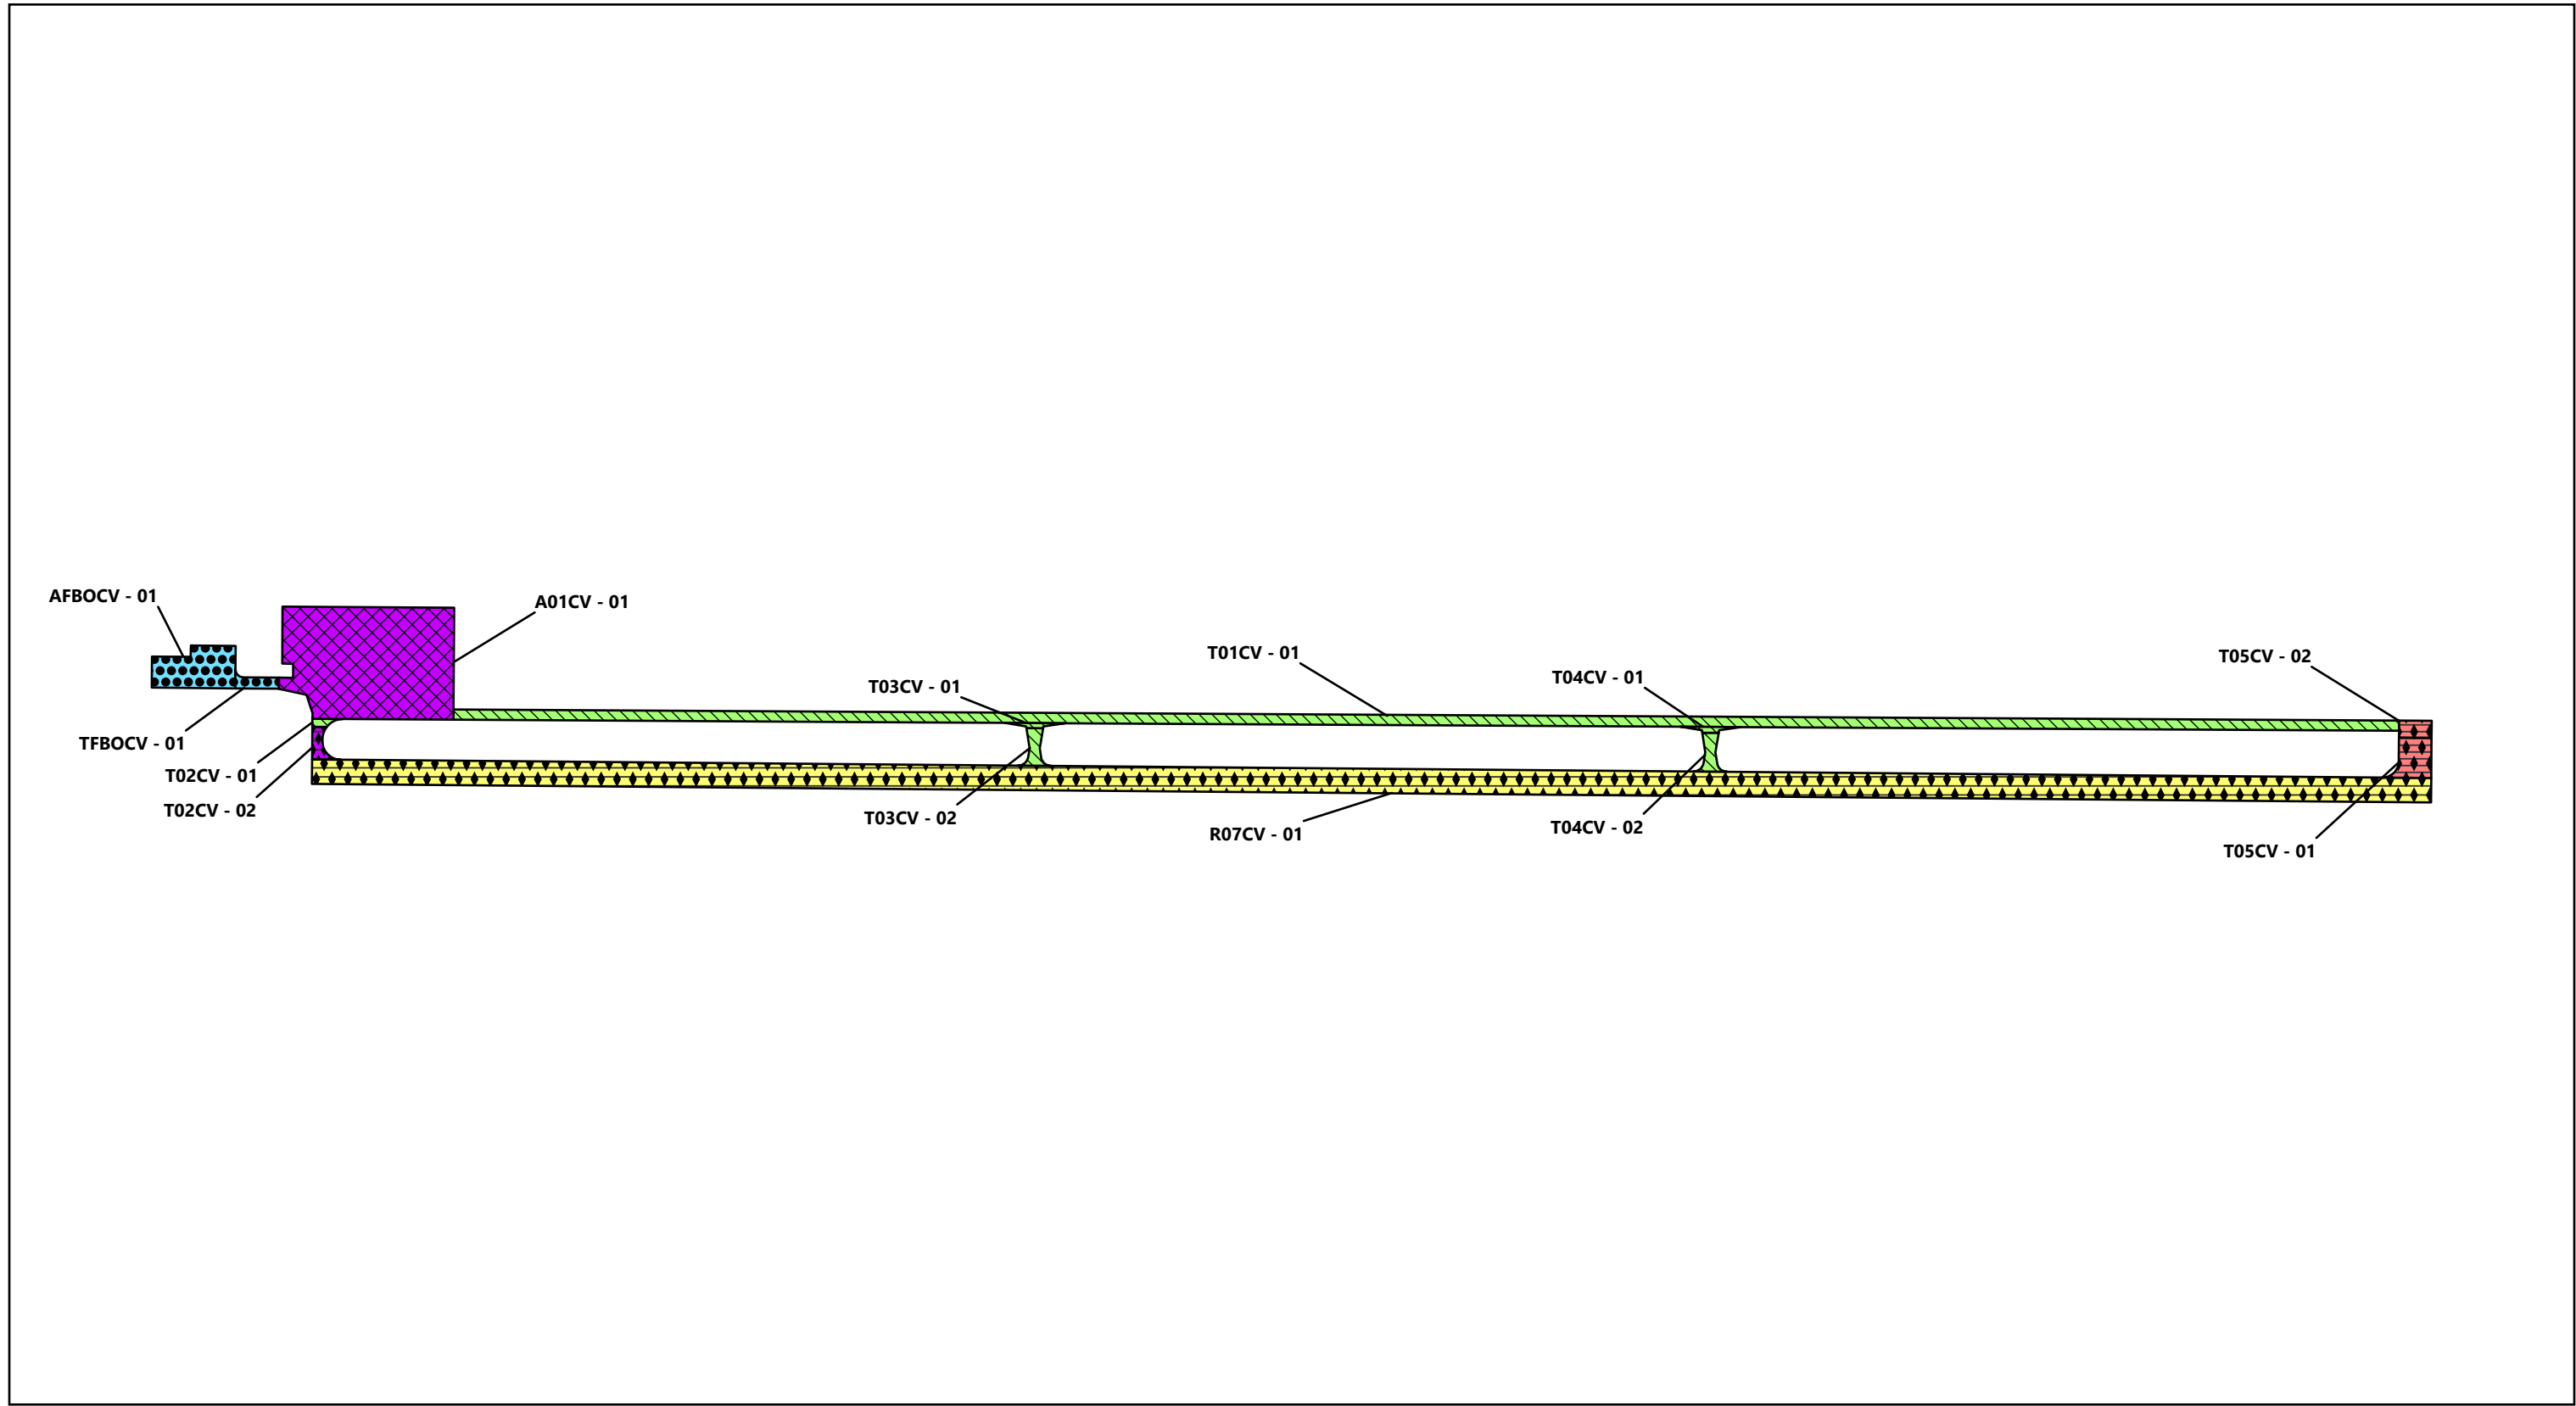 AFBOCV - 01
A01CV - 01
T01CV - 01
T05CV - 02
T04CV - 01
T03CV - 01
TFBOCV - 01
T02CV - 01
T02CV - 02
T03CV - 02
T04CV - 02
R07CV - 01
T05CV - 01